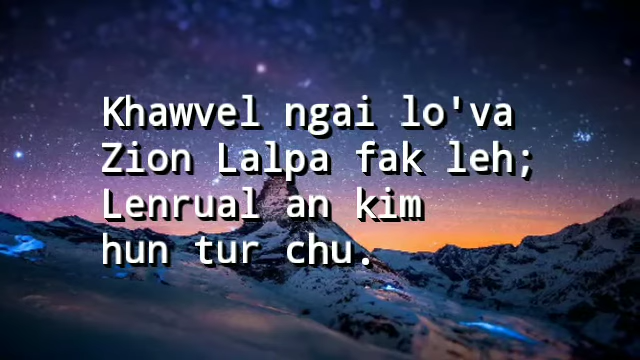 Khawvel ngai lo'va
Zion Lalpa fak leh;
Lenrual an kim
hun tur chu.